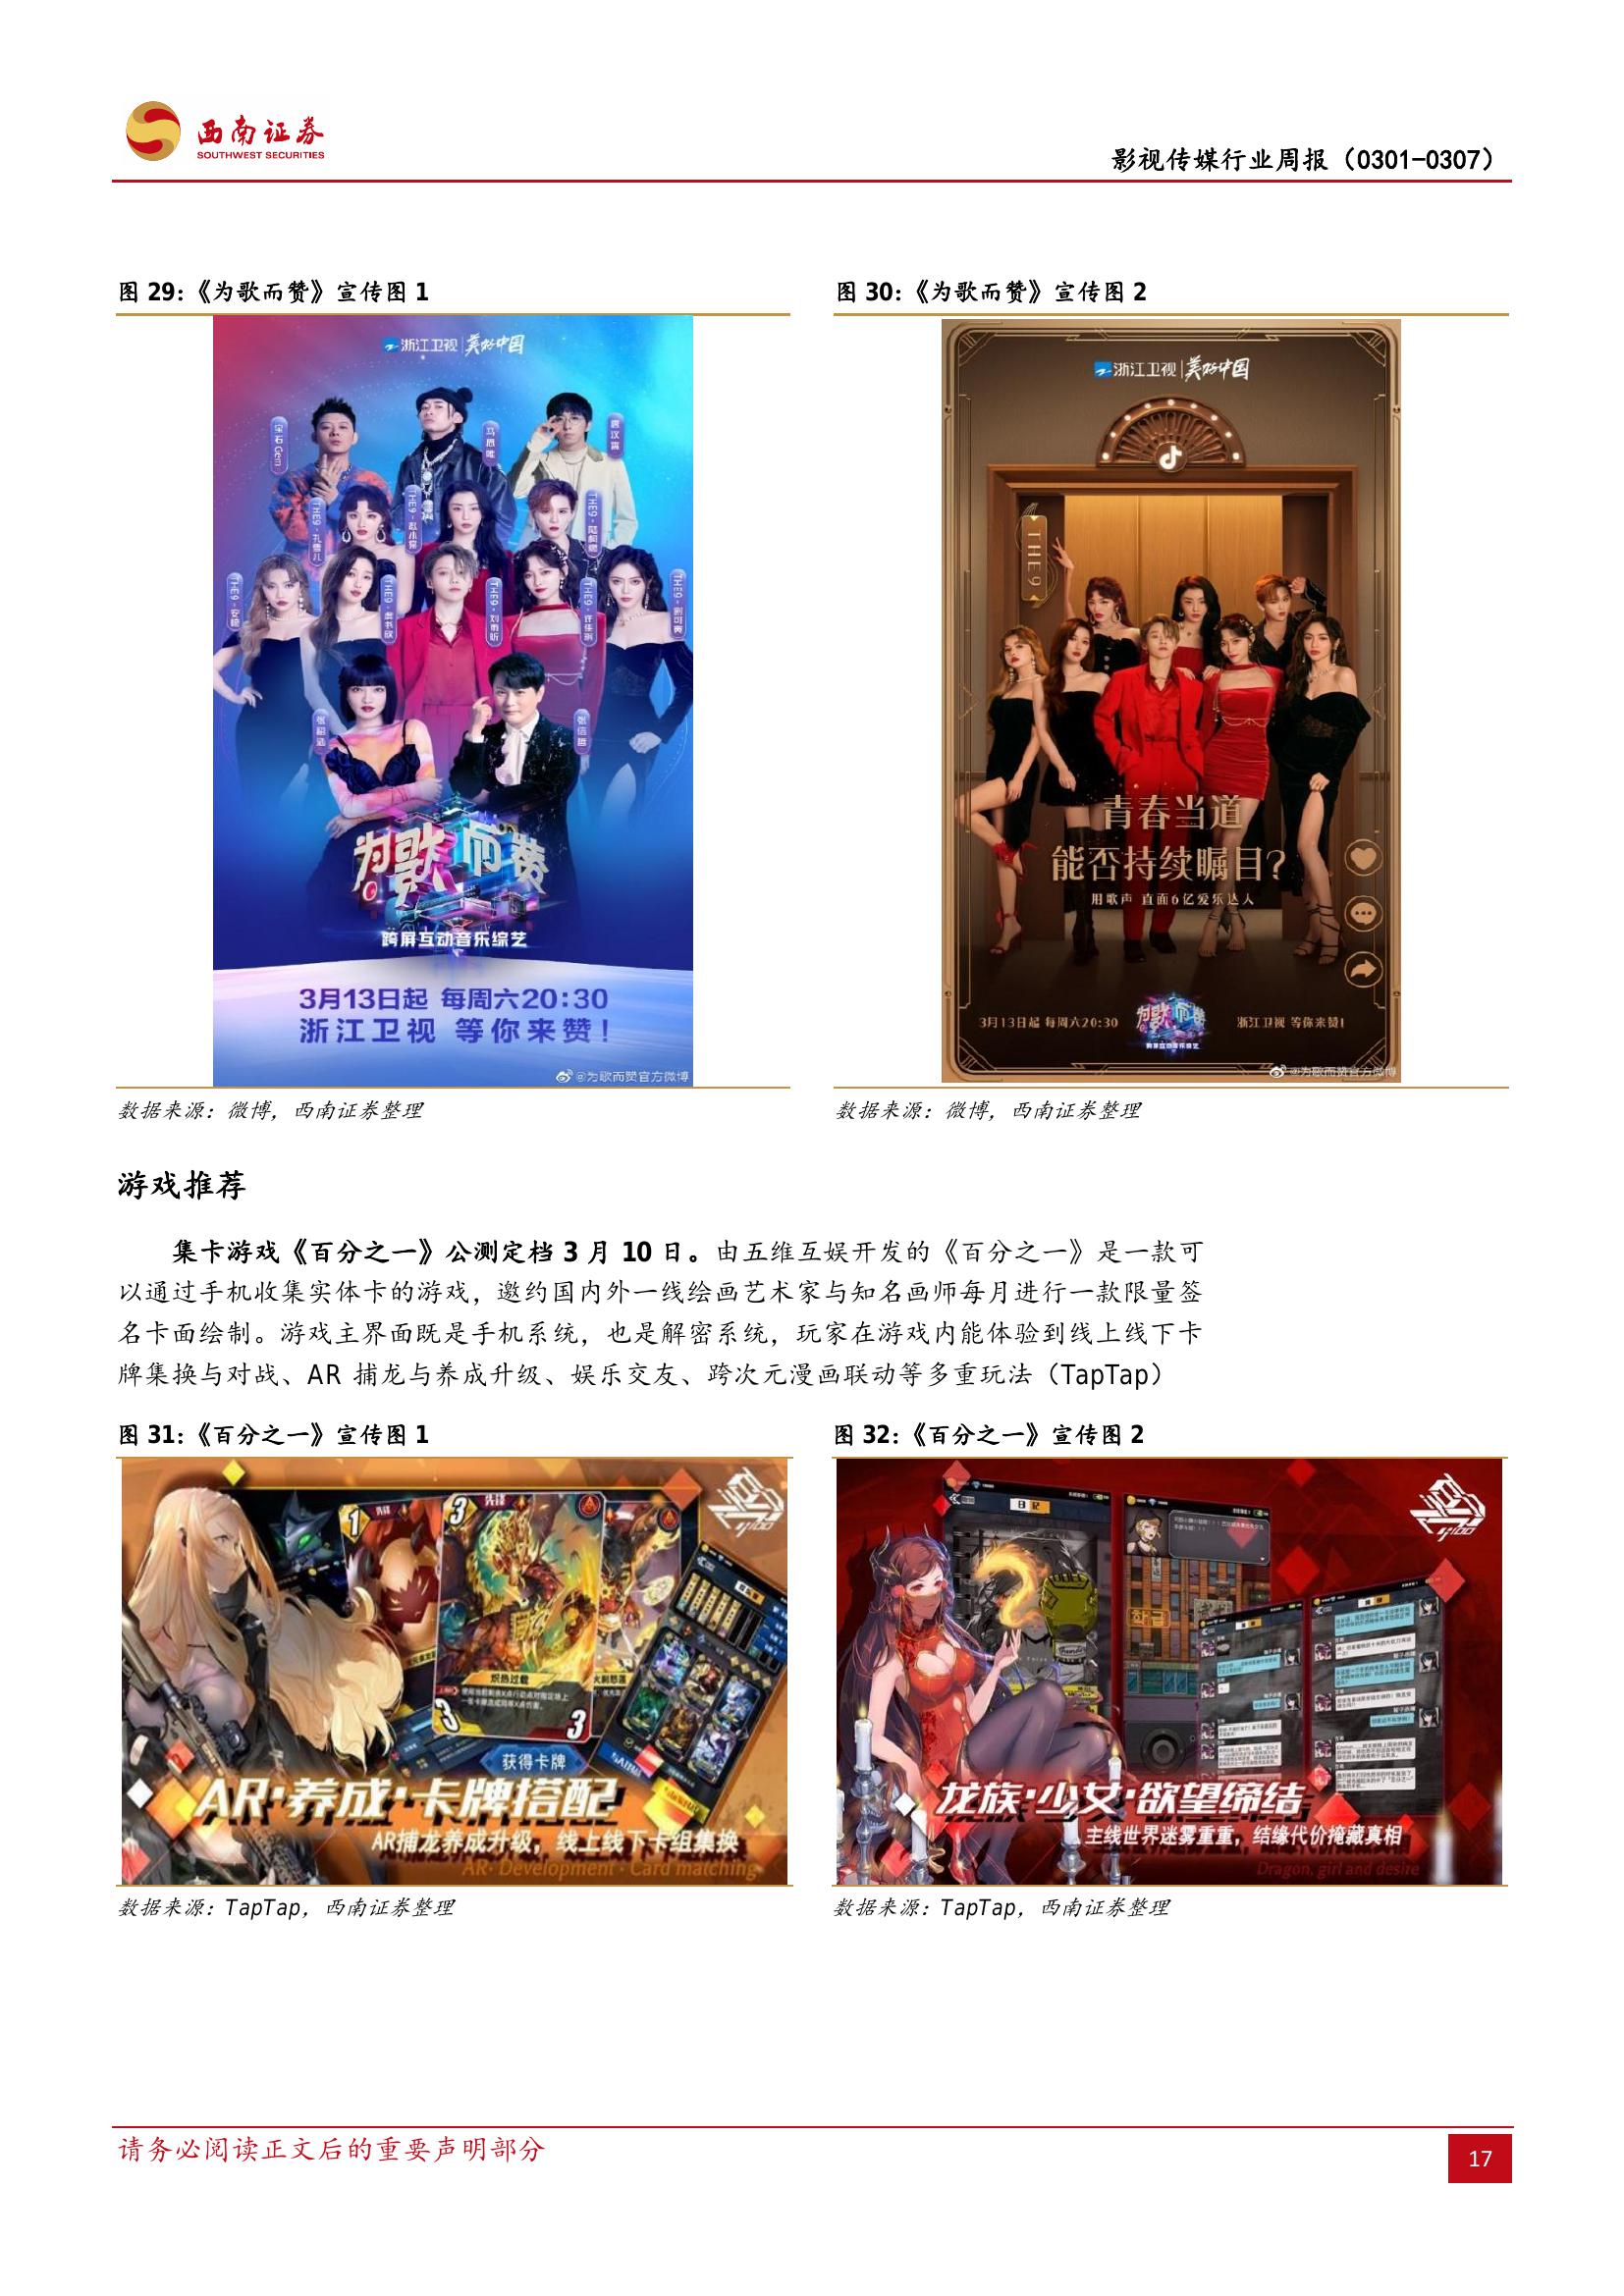 西南证券
SOUTHWEST SECURITIES
影视传媒行业周报（0301-0307）
图 29：《为歌而赞》宣传图 1
浙江卫视 | 美好中国
宝石Gem
马思唯
THE9·孔雪儿
THE9·赵小棠
THE9·陆柯燃
THE9·安崎
THE9·虞书欣
THE9·刘雨昕
THE9·许佳琪
张韶涵
张信哲
为歌而赞
跨屏互动音乐综艺
3月13日起 每周六20:30
浙江卫视 等你来赞！
@为歌而赞官方微博
数据来源：微博，西南证券整理
图 30：《为歌而赞》宣传图 2
浙江卫视 | 美好中国
THE9
青春当道
能否持续瞩目？
用歌声 直面6亿爱乐达人
3月13日起 每周六20:30
为歌而赞
跨屏互动音乐综艺
浙江卫视 等你来赞！
@为歌而赞官方微博
数据来源：微博，西南证券整理
游戏推荐
集卡游戏《百分之一》公测定档 3 月 10 日。由五维互娱开发的《百分之一》是一款可
以通过手机收集实体卡的游戏，邀约国内外一线绘画艺术家与知名画师每月进行一款限量签
名卡面绘制。游戏主界面既是手机系统，也是解密系统，玩家在游戏内能体验到线上线下卡
牌集换与对战、AR 捕龙与养成升级、娱乐交友、跨次元漫画联动等多重玩法（TapTap）
图 31：《百分之一》宣传图 1
1
3
先锋
炽热过载
3
3
获得卡牌
AR·养成·卡牌搭配
AR捕龙养成升级，线上线下卡组集换
AR· Development · Card matching
数据来源：TapTap，西南证券整理
图 32：《百分之一》宣传图 2
日记
龙族·少女·欲望缔结
主线世界迷雾重重，结缘代价掩藏真相
Dragon, girl and desire
数据来源：TapTap，西南证券整理
请务必阅读正文后的重要声明部分
17